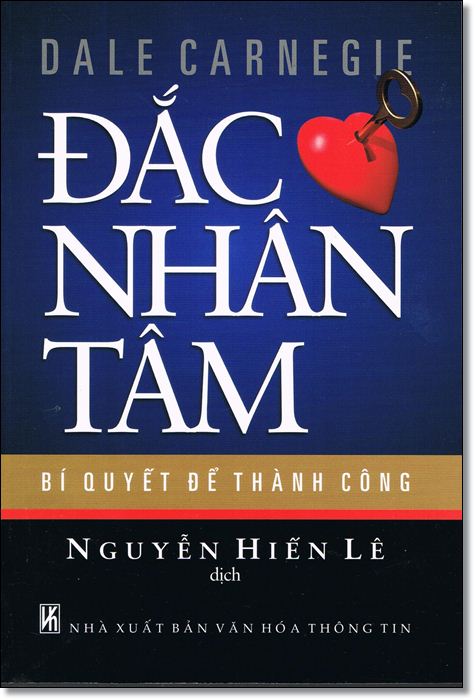 DALE CARNEGIE
ĐẮC
NHÂN
TÂM
BÍ QUYẾT ĐỂ THÀNH CÔNG
NGUYỄN HIẾN LÊ
dịch
NHÀ XUẤT BẢN VĂN HÓA THÔNG TIN